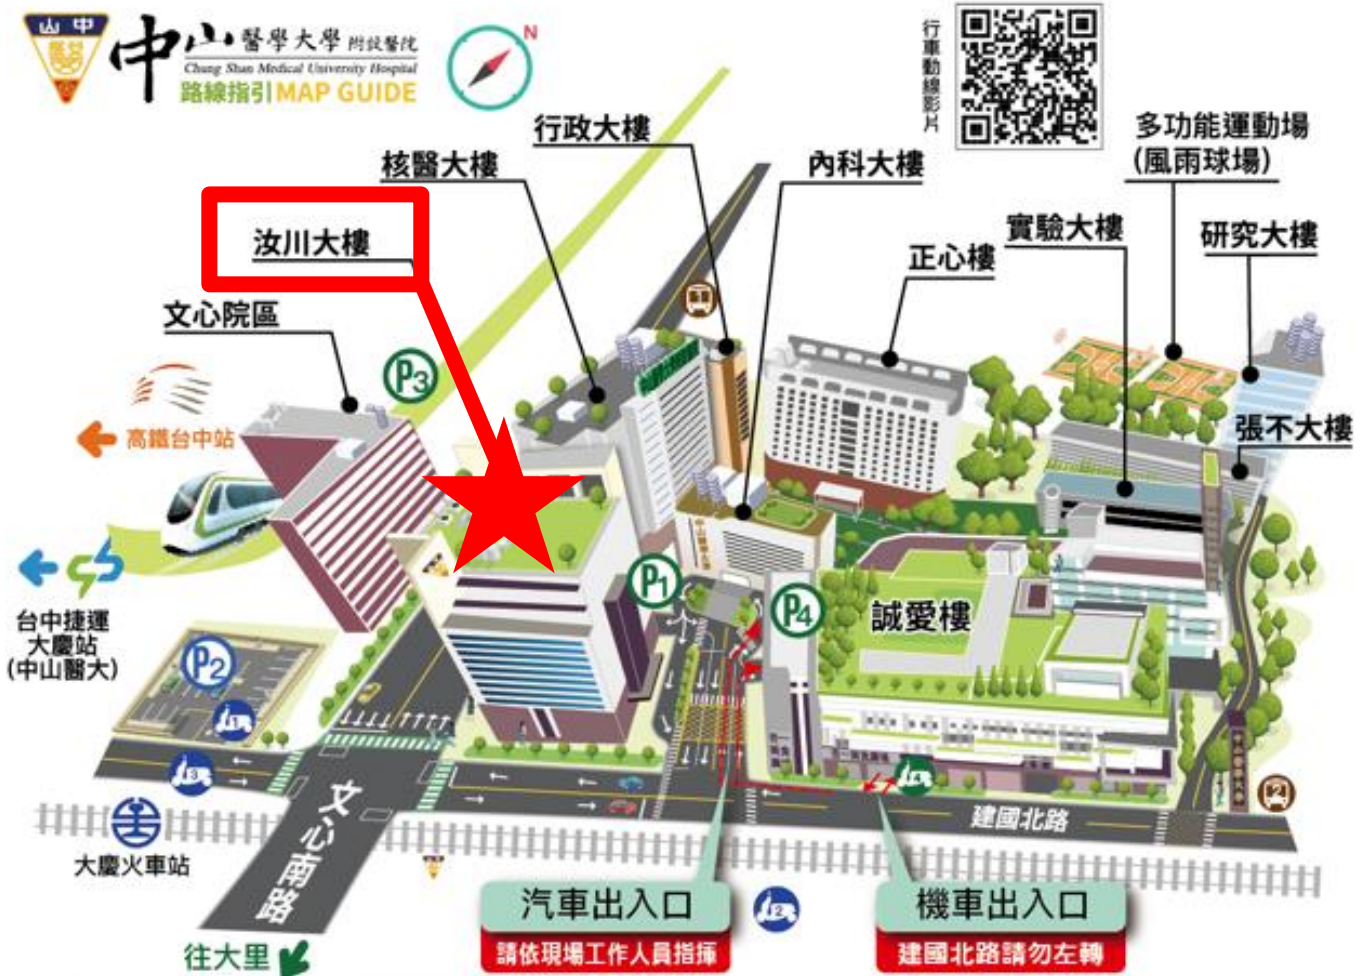 山中
醫學
大
中山醫學大學 附設醫院
Chung Shan Medical University Hospital
路線指引 MAP GUIDE
N
行車動線影片
行政大樓
核醫大樓
內科大樓
多功能運動場
(風雨球場)
汝川大樓
正心樓
實驗大樓
研究大樓
文心院區
P3
高鐵台中站
張不大樓
P1
P4
誠愛樓
台中捷運
大慶站
(中山醫大)
P2
1
3
文心南路
建國北路
2
大慶火車站
汽車出入口
請依現場工作人員指揮
2
機車出入口
建國北路請勿左轉
往大里